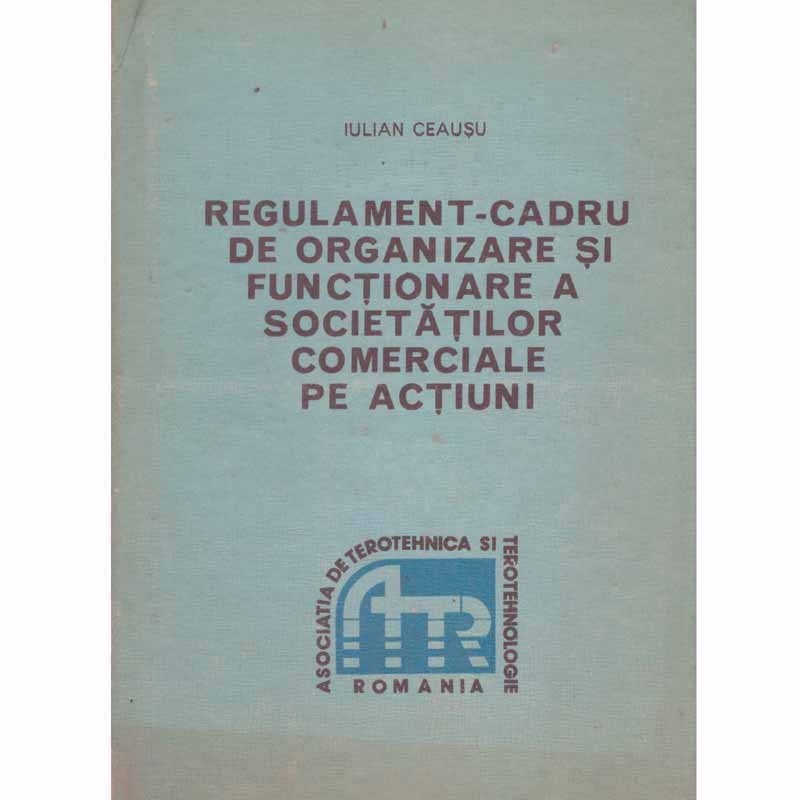 IULIAN CEAUȘU
REGULAMENT-CADRU
DE ORGANIZARE ȘI
FUNCȚIONARE A
SOCIETĂȚILOR
COMERCIALE
PE ACȚIUNI
ASOCIATIA DE TEROTEHNICA SI
TEROTEHNOLOGIE
ATR
ROMANIA